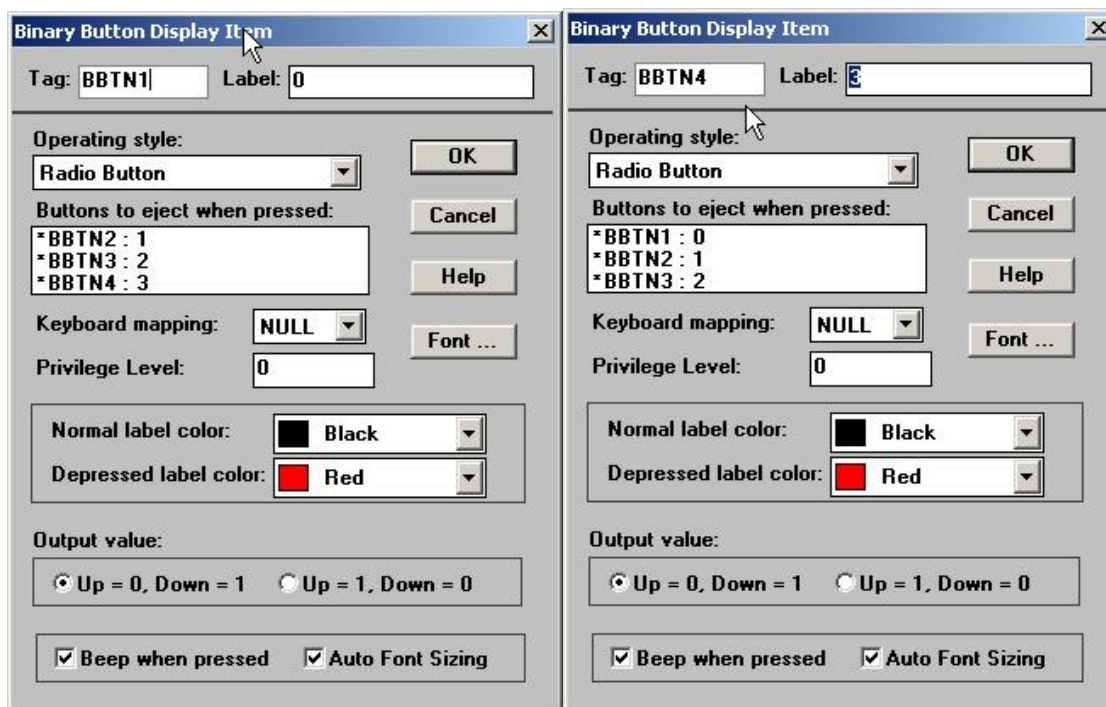 Binary Button Display Item
Tag: BBTN1 Label: 0
Operating style:
Radio Button
OK
Buttons to eject when pressed:
Cancel
*BBTN2 : 1
*BBTN3 : 2
*BBTN4 : 3
Help
Keyboard mapping: NULL
Font ...
Privilege Level: 0
Normal label color: Black
Depressed label color: Red
Output value:
Up = 0, Down = 1 Up = 1, Down = 0
Beep when pressed Auto Font Sizing
Binary Button Display Item
Tag: BBTN4 Label: 3
Operating style:
Radio Button
OK
Buttons to eject when pressed:
Cancel
*BBTN1 : 0
*BBTN2 : 1
*BBTN3 : 2
Help
Keyboard mapping: NULL
Font ...
Privilege Level: 0
Normal label color: Black
Depressed label color: Red
Output value:
Up = 0, Down = 1 Up = 1, Down = 0
Beep when pressed Auto Font Sizing